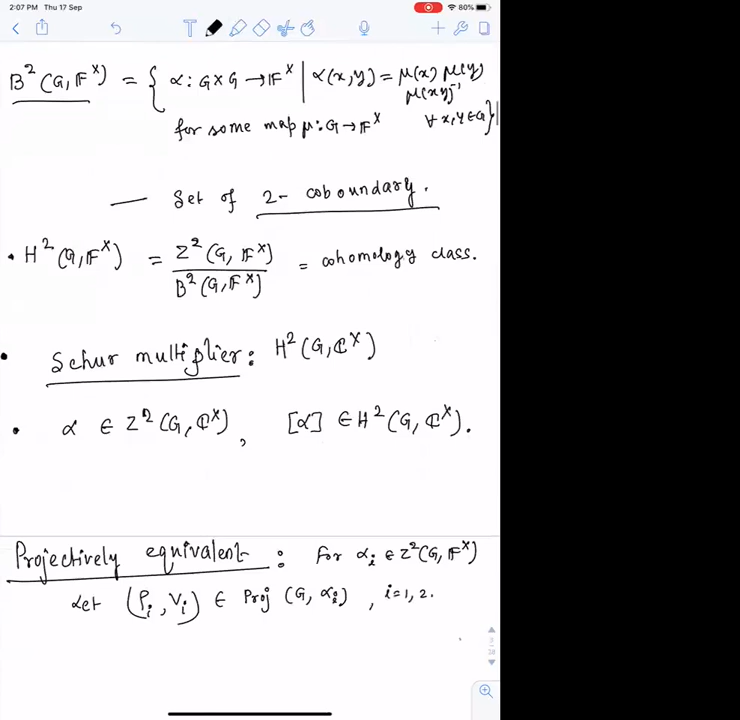 2:07 PM Thu 17 Sep 80%
B²(G, F^×) = { α: G×G → F^× | α(x,y) = μ(x) μ(y)
μ(xy)⁻¹
for some map μ: G → F^× ∀ x,y ∈ G}
— Set of 2- coboundary.
• H²(G, F^×) = Z²(G, F^×) / B²(G, F^×) = cohomology class.
• Schur multiplier: H²(G, ℂ^×)
• α ∈ Z²(G, ℂ^×), [α] ∈ H²(G, ℂ^×).
Projectively equivalent: For αᵢ ∈ Z²(G, F^×)
Let (ρᵢ, Vᵢ) ∈ Proj (G, αᵢ), i=1, 2.